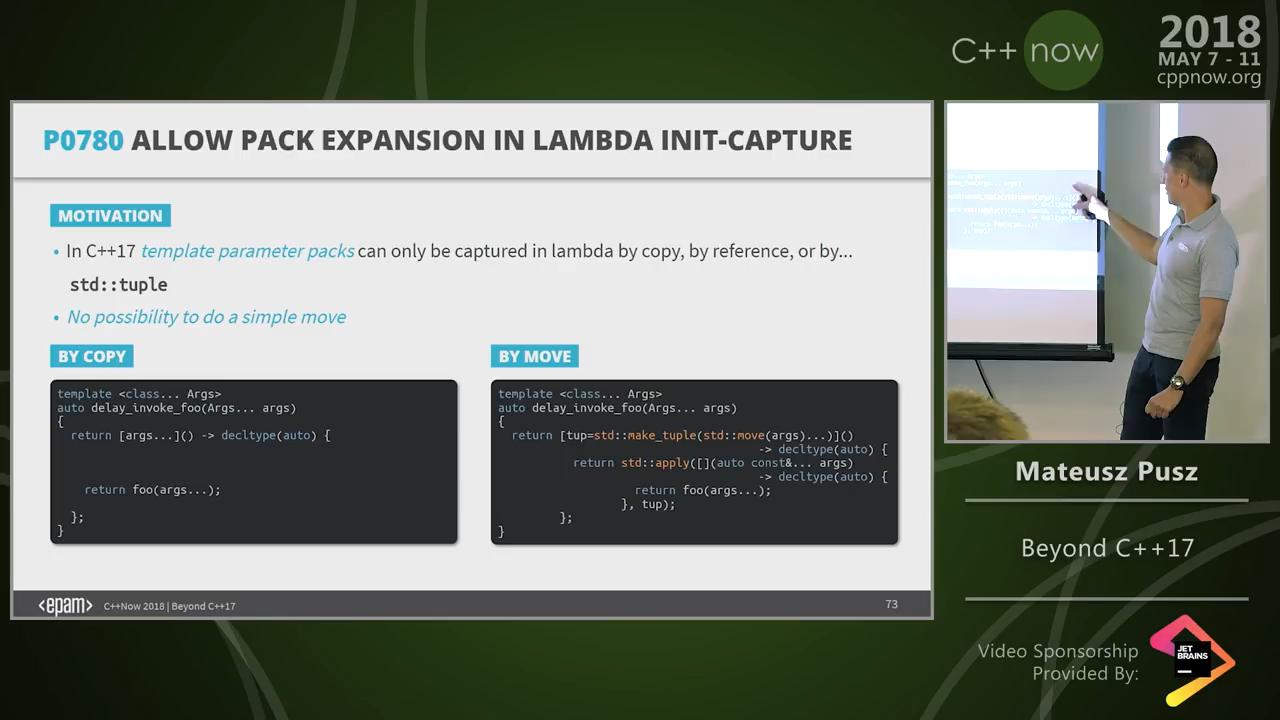 C++ now
2018
MAY 7 - 11
cppnow.org
P0780 ALLOW PACK EXPANSION IN LAMBDA INIT-CAPTURE
MOTIVATION
• In C++17 template parameter packs can only be captured in lambda by copy, by reference, or by...
std::tuple
• No possibility to do a simple move
BY COPY
template <class... Args>
auto delay_invoke_foo(Args... args)
{
return [args...]() -> decltype(auto) {
return foo(args...);
};
}
BY MOVE
template <class... Args>
auto delay_invoke_foo(Args... args)
{
return [tup=std::make_tuple(std::move(args)...)]()
-> decltype(auto) {
return std::apply([](auto const&... args)
-> decltype(auto) {
return foo(args...);
}, tup);
};
}
<epam> C++Now 2018 | Beyond C++17
73
Mateusz Pusz
Beyond C++17
Video Sponsorship
Provided By:
JET
BRAINS